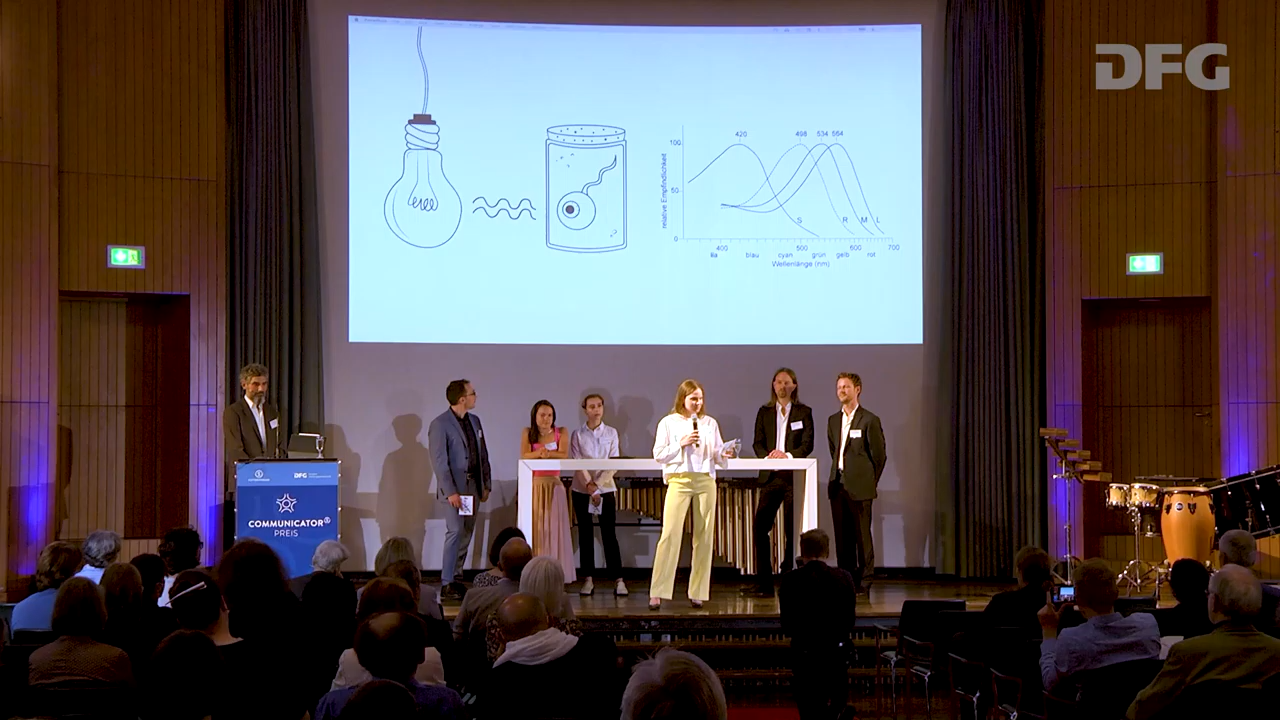 DFG
420
498
534
564
relative Empfindlichkeit
100
50
0
S
R
M
L
400
500
600
700
lila
blau
cyan
grün
gelb
rot
Wellenlänge (nm)
DFG
COMMUNICATOR
PREIS